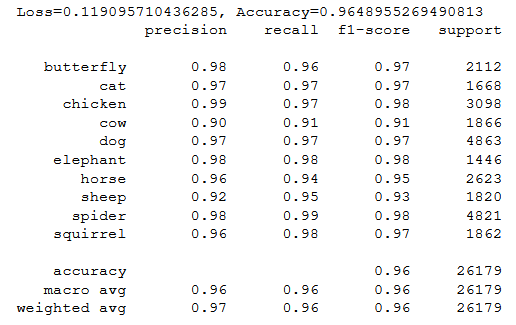 Loss=0.119095710436285, Accuracy=0.9648955269490813
precision recall f1-score support
butterfly 0.98 0.96 0.97 2112
cat 0.97 0.97 0.97 1668
chicken 0.99 0.97 0.98 3098
cow 0.90 0.91 0.91 1866
dog 0.97 0.97 0.97 4863
elephant 0.98 0.98 0.98 1446
horse 0.96 0.94 0.95 2623
sheep 0.92 0.95 0.93 1820
spider 0.98 0.99 0.98 4821
squirrel 0.96 0.98 0.97 1862
accuracy 0.96 26179
macro avg 0.96 0.96 0.96 26179
weighted avg 0.97 0.96 0.96 26179